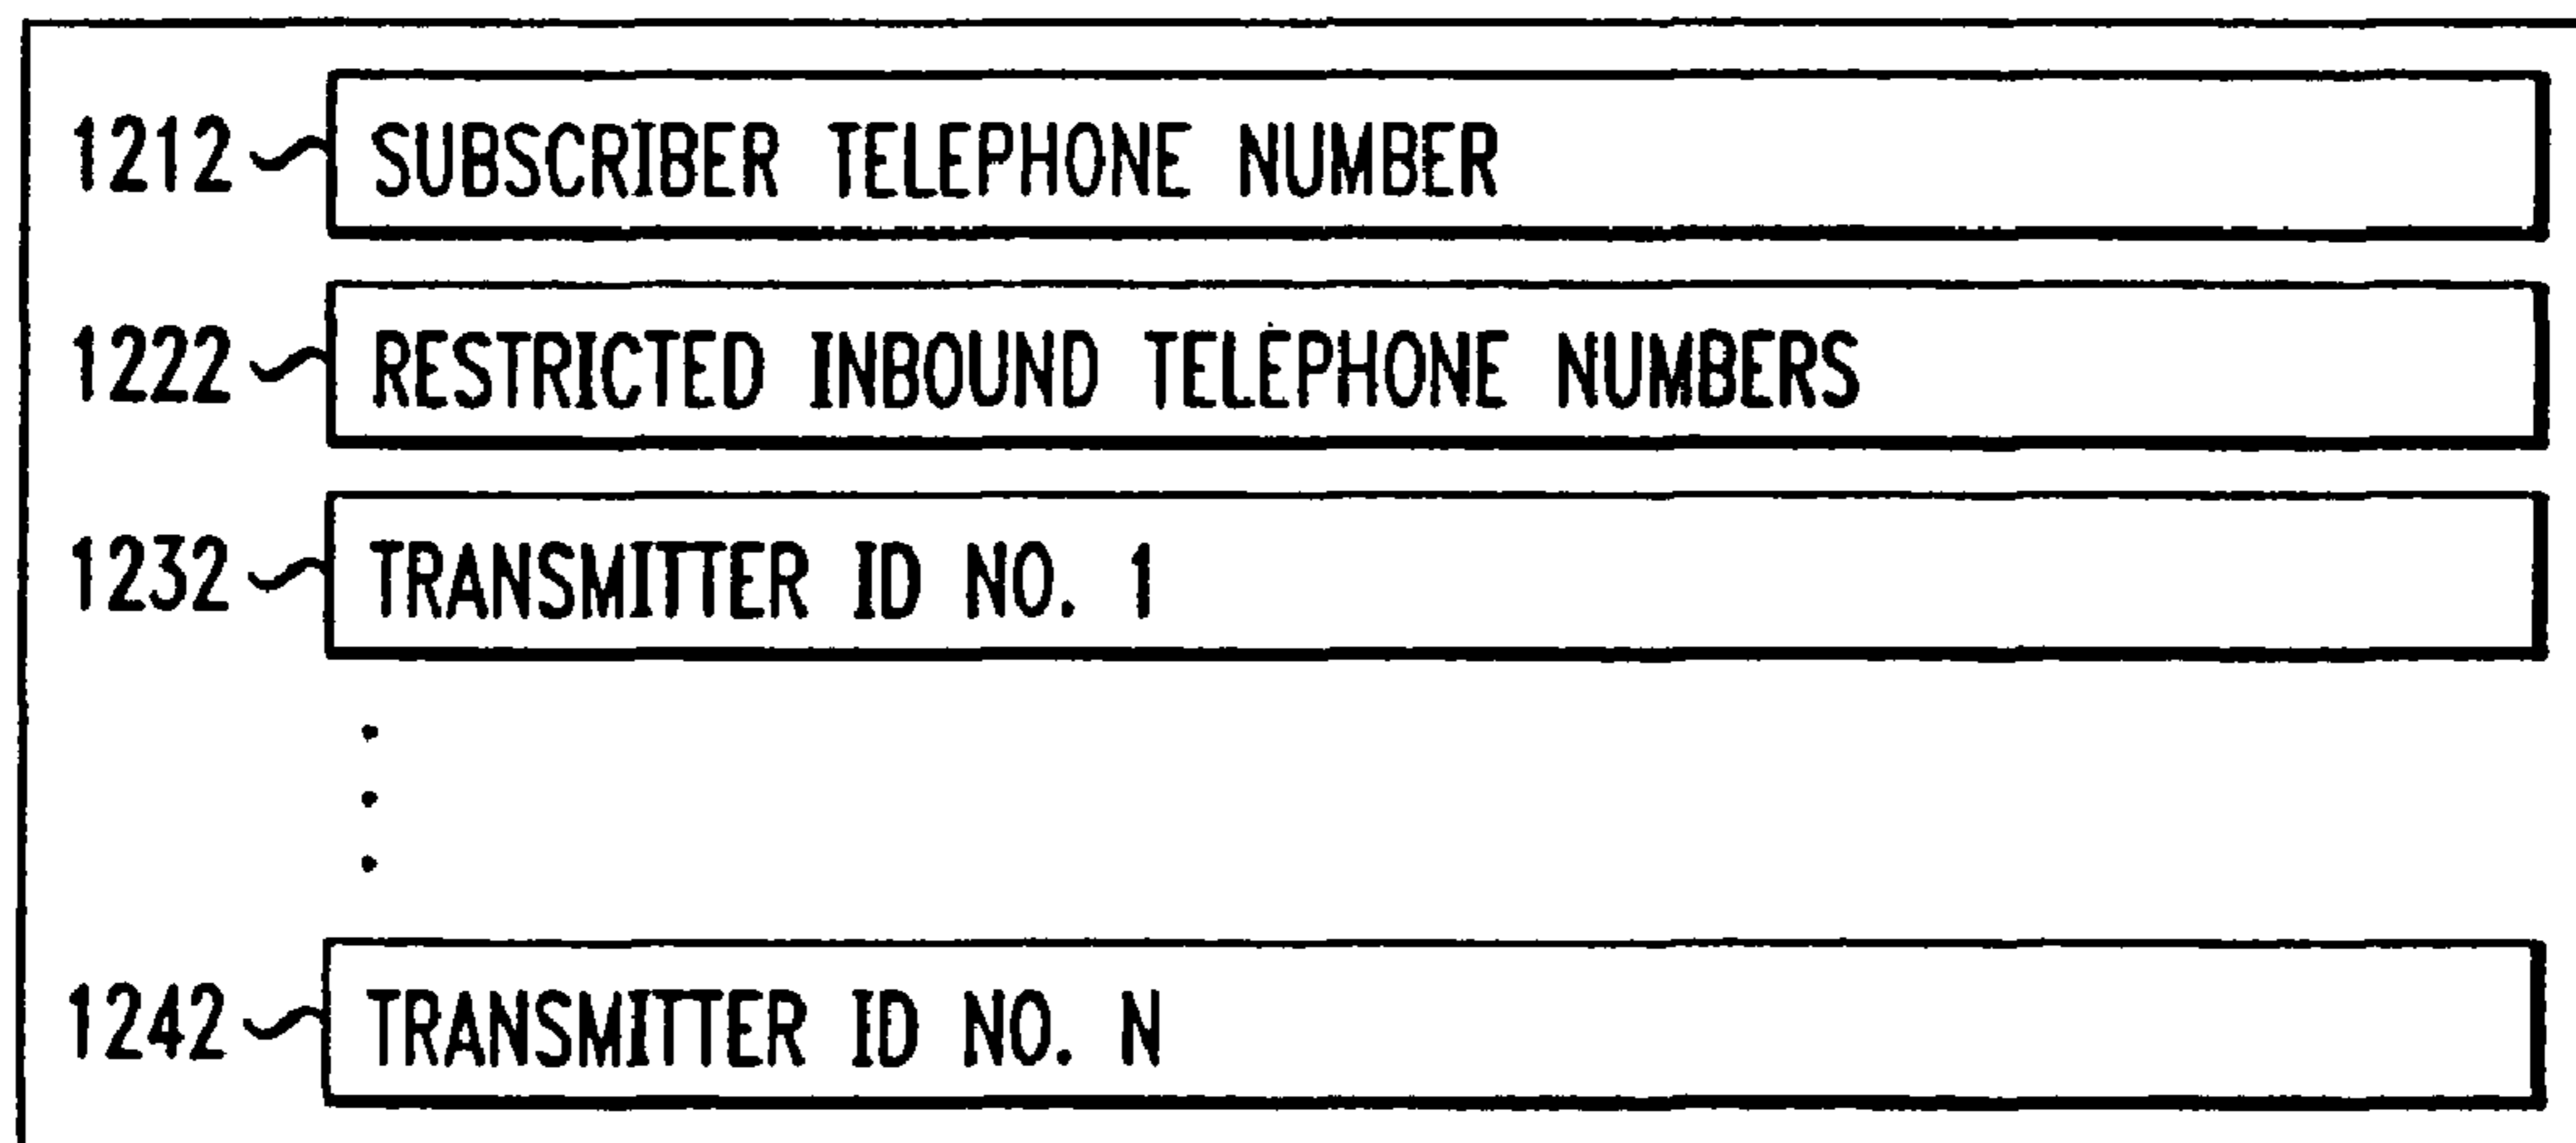 1212 SUBSCRIBER TELEPHONE NUMBER
1222 RESTRICTED INBOUND TELEPHONE NUMBERS
1232 TRANSMITTER ID NO. 1
1242 TRANSMITTER ID NO. N